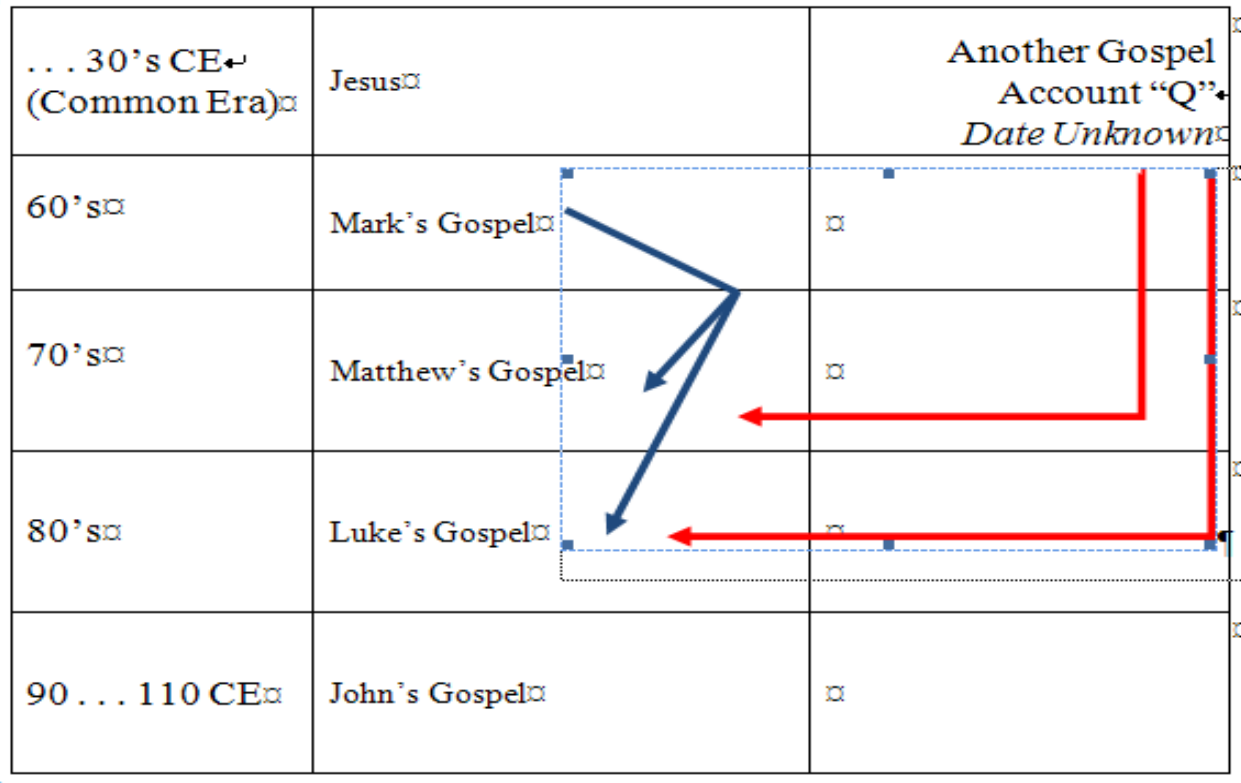 . . . 30’s CE
(Common Era)
Jesus
Another Gospel
Account “Q”
Date Unknown
60’s
Mark’s Gospel
70’s
Matthew’s Gospel
80’s
Luke’s Gospel
90 . . . 110 CE
John’s Gospel